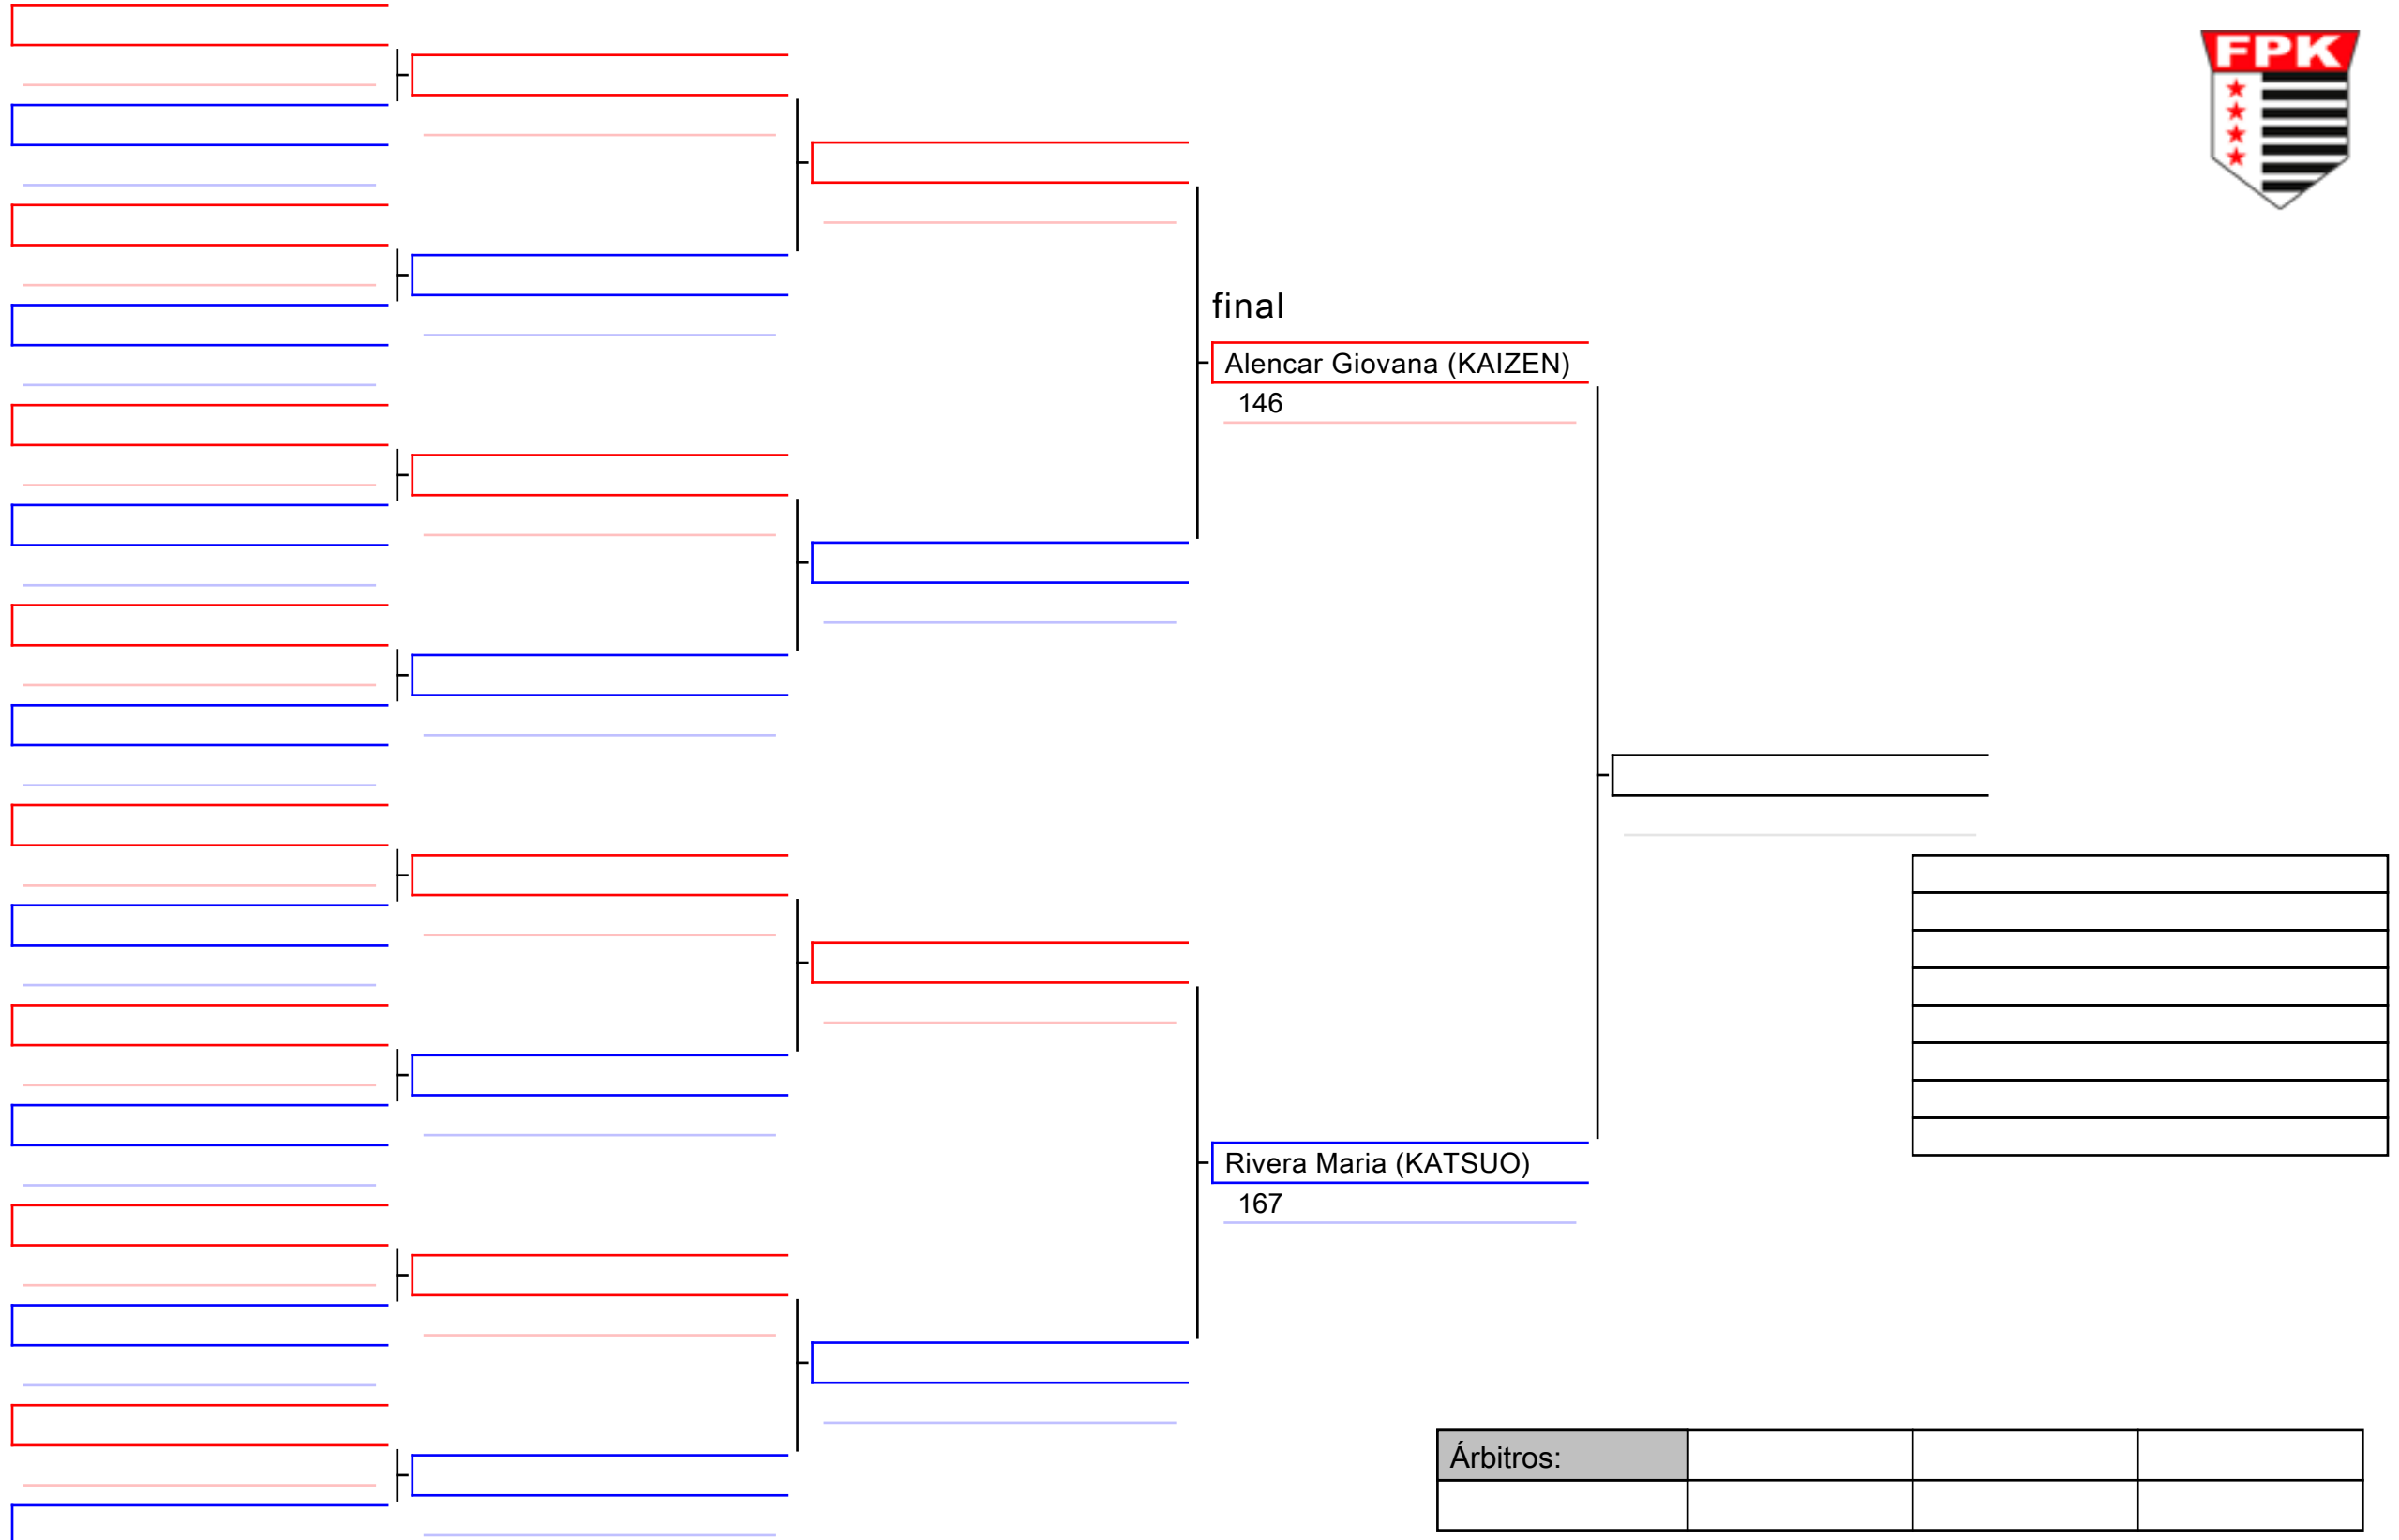 FPK
final
Alencar Giovana (KAIZEN)
146
Rivera Maria (KATSUO)
167
Árbitros: